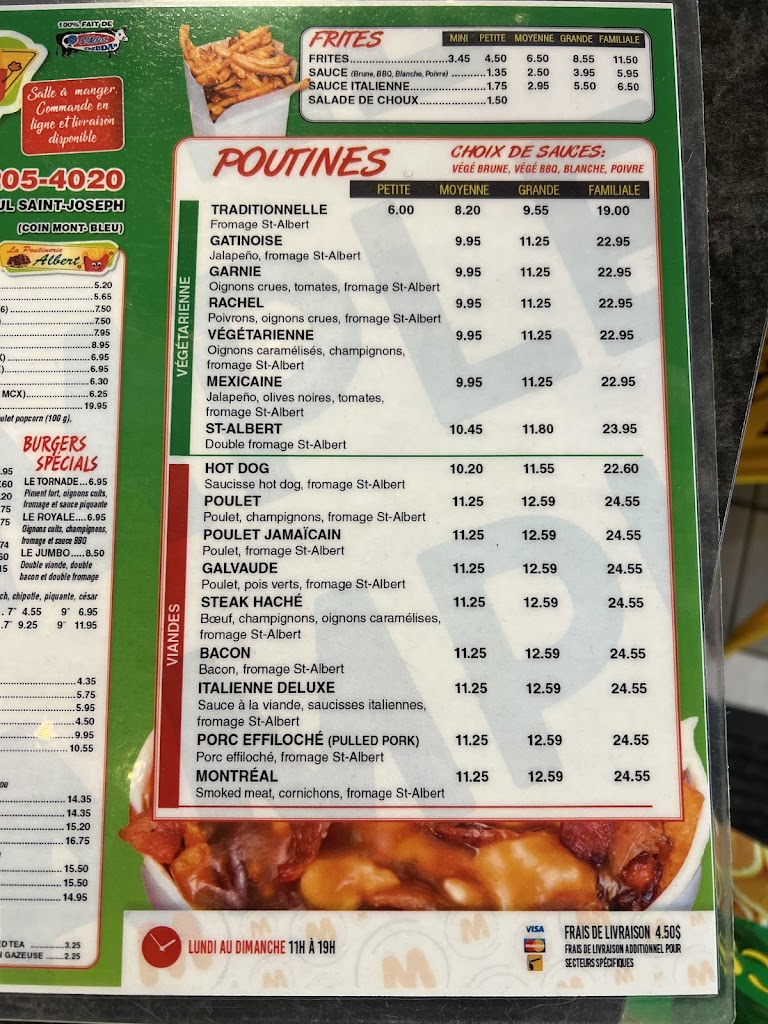 100% FAIT DE
Salle à manger,
Commande en
ligne et livraison
disponible
205-4020
UL SAINT-JOSEPH
(COIN MONT- BLEU)
La Poutinerie
Albert
5.20
5.65
7.50
7.50
7.95
8.95
6.95
6.95
6.30
MCX) 6.25
19.95
ulet popcorn (100 g),
BURGERS
SPÉCIALS
LE TORNADE...6.95
Piment fort, oignons cuits,
fromage et sauce piquante
LE ROYALE....6.95
Oignons cuits, champignons,
fromage et sauce BBQ
LE JUMBO.....8.50
Double viande, double
bacon et double fromage
ch, chipotle, piquante, césar
7" 4.55 9" 6.95
7" 9.25 9" 11.95
4.35
5.75
5.95
4.50
9.95
10.55
14.35
14.35
15.20
16.75
15.50
15.50
14.95
ED TEA 3.25
N GAZEUSE 2.25
FRITES MINI PETITE MOYENNE GRANDE FAMILIALE
FRITES 3.45 4.50 6.50 8.55 11.50
SAUCE (Brune, BBQ, Blanche, Poivre) 1.35 2.50 3.95 5.95
SAUCE ITALIENNE 1.75 2.95 5.50 6.50
SALADE DE CHOUX 1.50
POUTINES
CHOIX DE SAUCES:
VÉGÉ BRUNE, VÉGÉ BBQ, BLANCHE, POIVRE
PETITE MOYENNE GRANDE FAMILIALE
VÉGÉTARIENNE
TRADITIONNELLE 6.00 8.20 9.55 19.00
Fromage St-Albert
GATINOISE 9.95 11.25 22.95
Jalapeño, fromage St-Albert
GARNIE 9.95 11.25 22.95
Oignons crues, tomates, fromage St-Albert
RACHEL 9.95 11.25 22.95
Poivrons, oignons crues, fromage St-Albert
VÉGÉTARIENNE 9.95 11.25 22.95
Oignons caramélisés, champignons,
fromage St-Albert
MEXICAINE 9.95 11.25 22.95
Jalapeño, olives noires, tomates,
fromage St-Albert
ST-ALBERT 10.45 11.80 23.95
Double fromage St-Albert
VIANDES
HOT DOG 10.20 11.55 22.60
Saucisse hot dog, fromage St-Albert
POULET 11.25 12.59 24.55
Poulet, champignons, fromage St-Albert
POULET JAMAÏCAIN 11.25 12.59 24.55
Poulet, fromage St-Albert
GALVAUDE 11.25 12.59 24.55
Poulet, pois verts, fromage St-Albert
STEAK HACHÉ 11.25 12.59 24.55
Bœuf, champignons, oignons caramélises,
fromage St-Albert
BACON 11.25 12.59 24.55
Bacon, fromage St-Albert
ITALIENNE DELUXE 11.25 12.59 24.55
Sauce à la viande, saucisses italiennes,
fromage St-Albert
PORC EFFILOCHÉ (PULLED PORK) 11.25 12.59 24.55
Porc effiloché, fromage St-Albert
MONTRÉAL 11.25 12.59 24.55
Smoked meat, cornichons, fromage St-Albert
LUNDI AU DIMANCHE 11H À 19H
VISA
FRAIS DE LIVRAISON 4.50$
FRAIS DE LIVRAISON ADDITIONNEL POUR
SECTEURS SPÉCIFIQUES